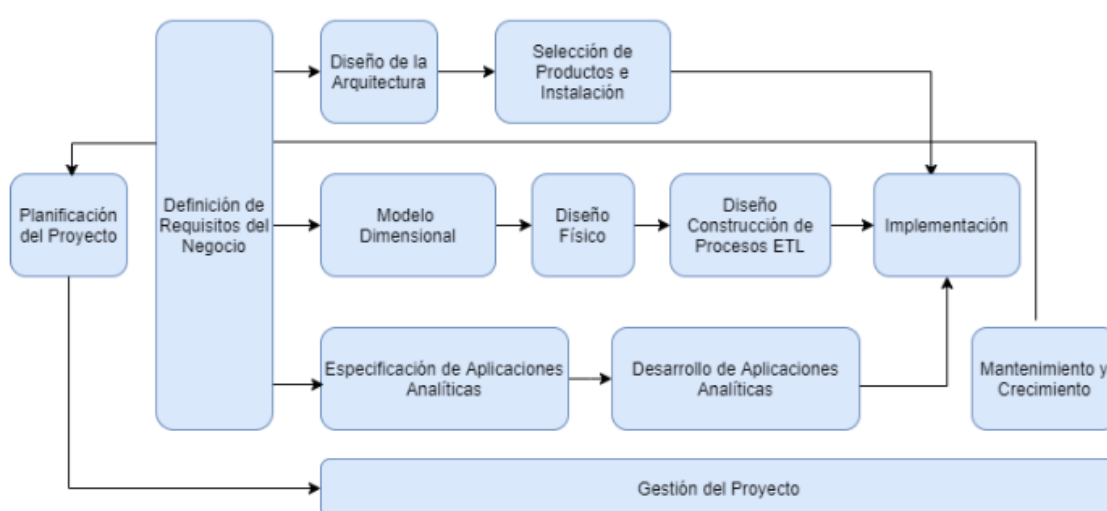 Diseño de la
Arquitectura
Selección de
Productos e
Instalación
Planificación
del Proyecto
Definición de
Requisitos del
Negocio
Modelo
Dimensional
Diseño
Físico
Diseño
Construcción de
Procesos ETL
Implementación
Especificación de Aplicaciones
Analíticas
Desarrollo de Aplicaciones
Analíticas
Mantenimiento y
Crecimiento
Gestión del Proyecto